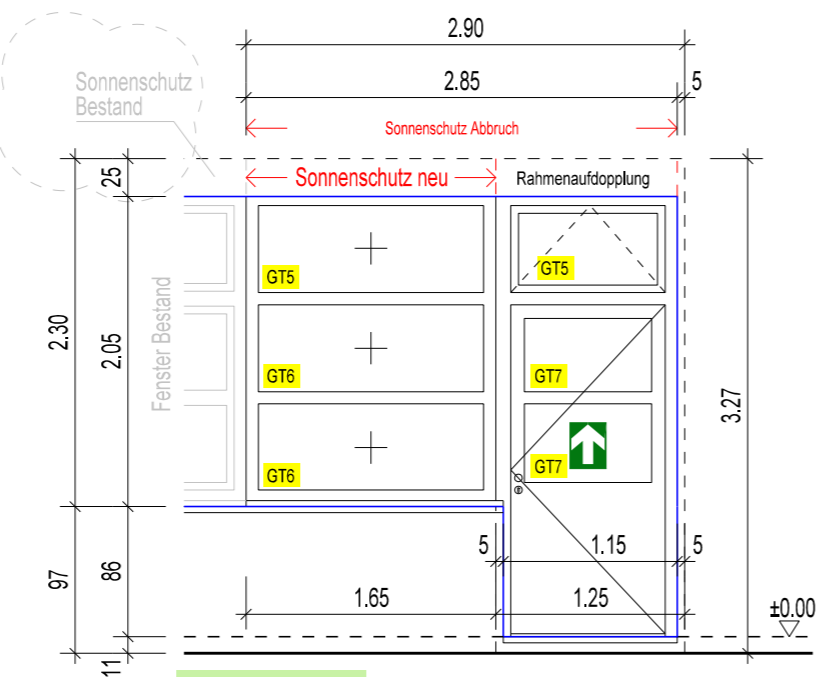 2.90
2.85
5
Sonnenschutz
Bestand
Sonnenschutz Abbruch
25
Sonnenschutz neu
Rahmenaufdopplung
GT5
GT5
Fenster Bestand
2.30
2.05
GT6
GT7
3.27
GT6
GT7
5
1.15
5
97
86
1.65
1.25
±0.00
11